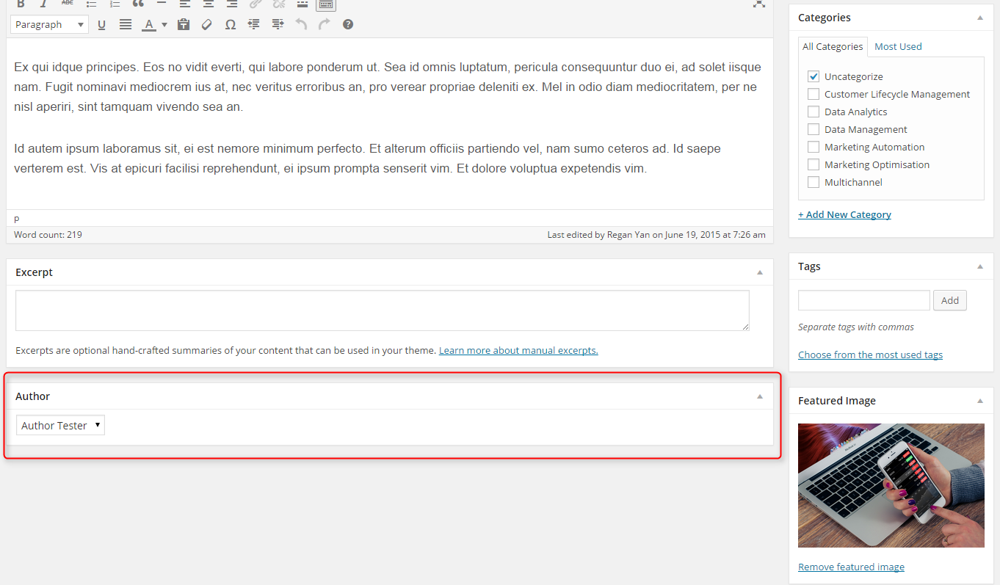 B I ABC
Paragraph U A Ω ?
Ex qui idque principes. Eos no vidit everti, qui labore ponderum ut. Sea id omnis luptatum, pericula consequuntur duo ei, ad solet iisque
nam. Fugit nominavi mediocrem ius at, nec veritus erroribus an, pro verear propriae deleniti ex. Mel in odio diam mediocritatem, per ne
nisl aperiri, sint tamquam vivendo sea an.
Id autem ipsum laboramus sit, ei est nemore minimum perfecto. Et alterum officiis partiendo vel, nam sumo ceteros ad. Id saepe
verterem est. Vis at epicuri facilisi reprehendunt, ei ipsum prompta senserit vim. Et dolore voluptua expetendis vim.
p
Word count: 219
Last edited by Regan Yan on June 19, 2015 at 7:26 am
Excerpt
Excerpts are optional hand-crafted summaries of your content that can be used in your theme. Learn more about manual excerpts.
Author
Author Tester
Categories
All Categories
Most Used
Uncategorize
Customer Lifecycle Management
Data Analytics
Data Management
Marketing Automation
Marketing Optimisation
Multichannel
+ Add New Category
Tags
Add
Separate tags with commas
Choose from the most used tags
Featured Image
Remove featured image